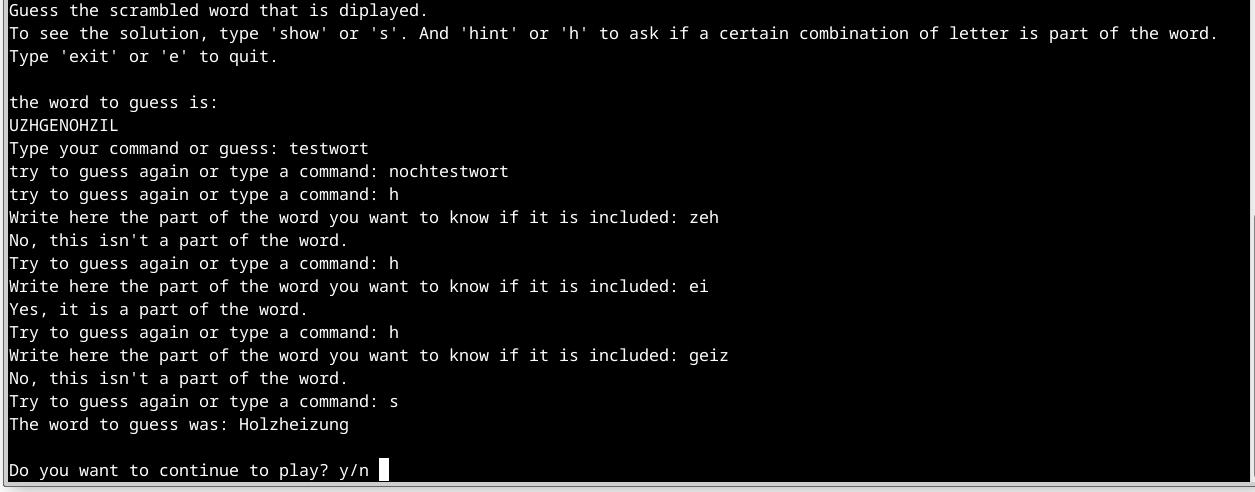 Guess the scrambled word that is diplayed.
To see the solution, type 'show' or 's'. And 'hint' or 'h' to ask if a certain combination of letter is part of the word.
Type 'exit' or 'e' to quit.
the word to guess is:
UZHGENOHZIL
Type your command or guess: testwort
try to guess again or type a command: nochtestwort
try to guess again or type a command: h
Write here the part of the word you want to know if it is included: zeh
No, this isn't a part of the word.
Try to guess again or type a command: h
Write here the part of the word you want to know if it is included: ei
Yes, it is a part of the word.
Try to guess again or type a command: h
Write here the part of the word you want to know if it is included: geiz
No, this isn't a part of the word.
Try to guess again or type a command: s
The word to guess was: Holzheizung
Do you want to continue to play? y/n